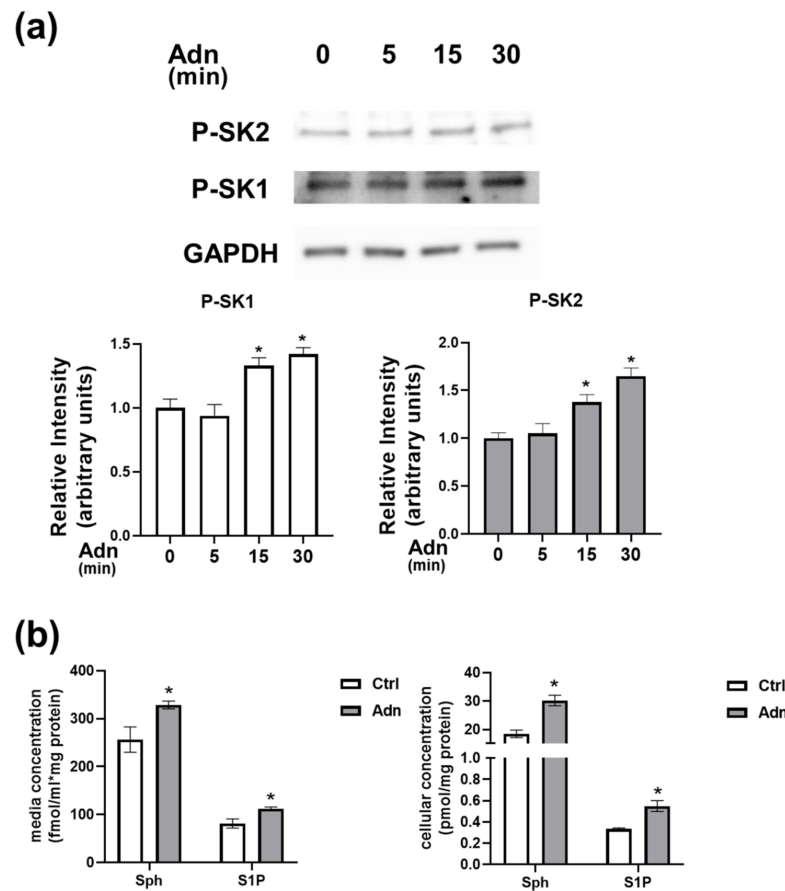 (a)
Adn 0 5 15 30
(min)
P-SK2
P-SK1
GAPDH
P-SK1
Relative Intensity
(arbitrary units)
1.5
*
*
1.0
0.5
0.0
Adn
(min)
0 5 15 30
P-SK2
Relative Intensity
(arbitrary units)
2.0
*
*
1.5
1.0
0.5
0.0
Adn
(min)
0 5 15 30
(b)
media concentration
(fmol/ml*mg protein)
400
300
200
100
0
*
*
Sph S1P
Ctrl
Adn
cellular concentration
(pmol/mg protein)
40
30
20
1.0
0.8
0.6
0.4
0.2
0.0
*
*
Sph S1P
Ctrl
Adn